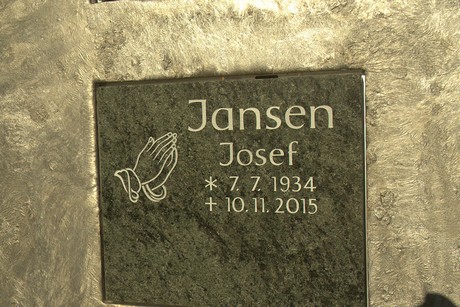 Jansen
Josef
* 7. 7. 1934
+ 10. 11. 2015